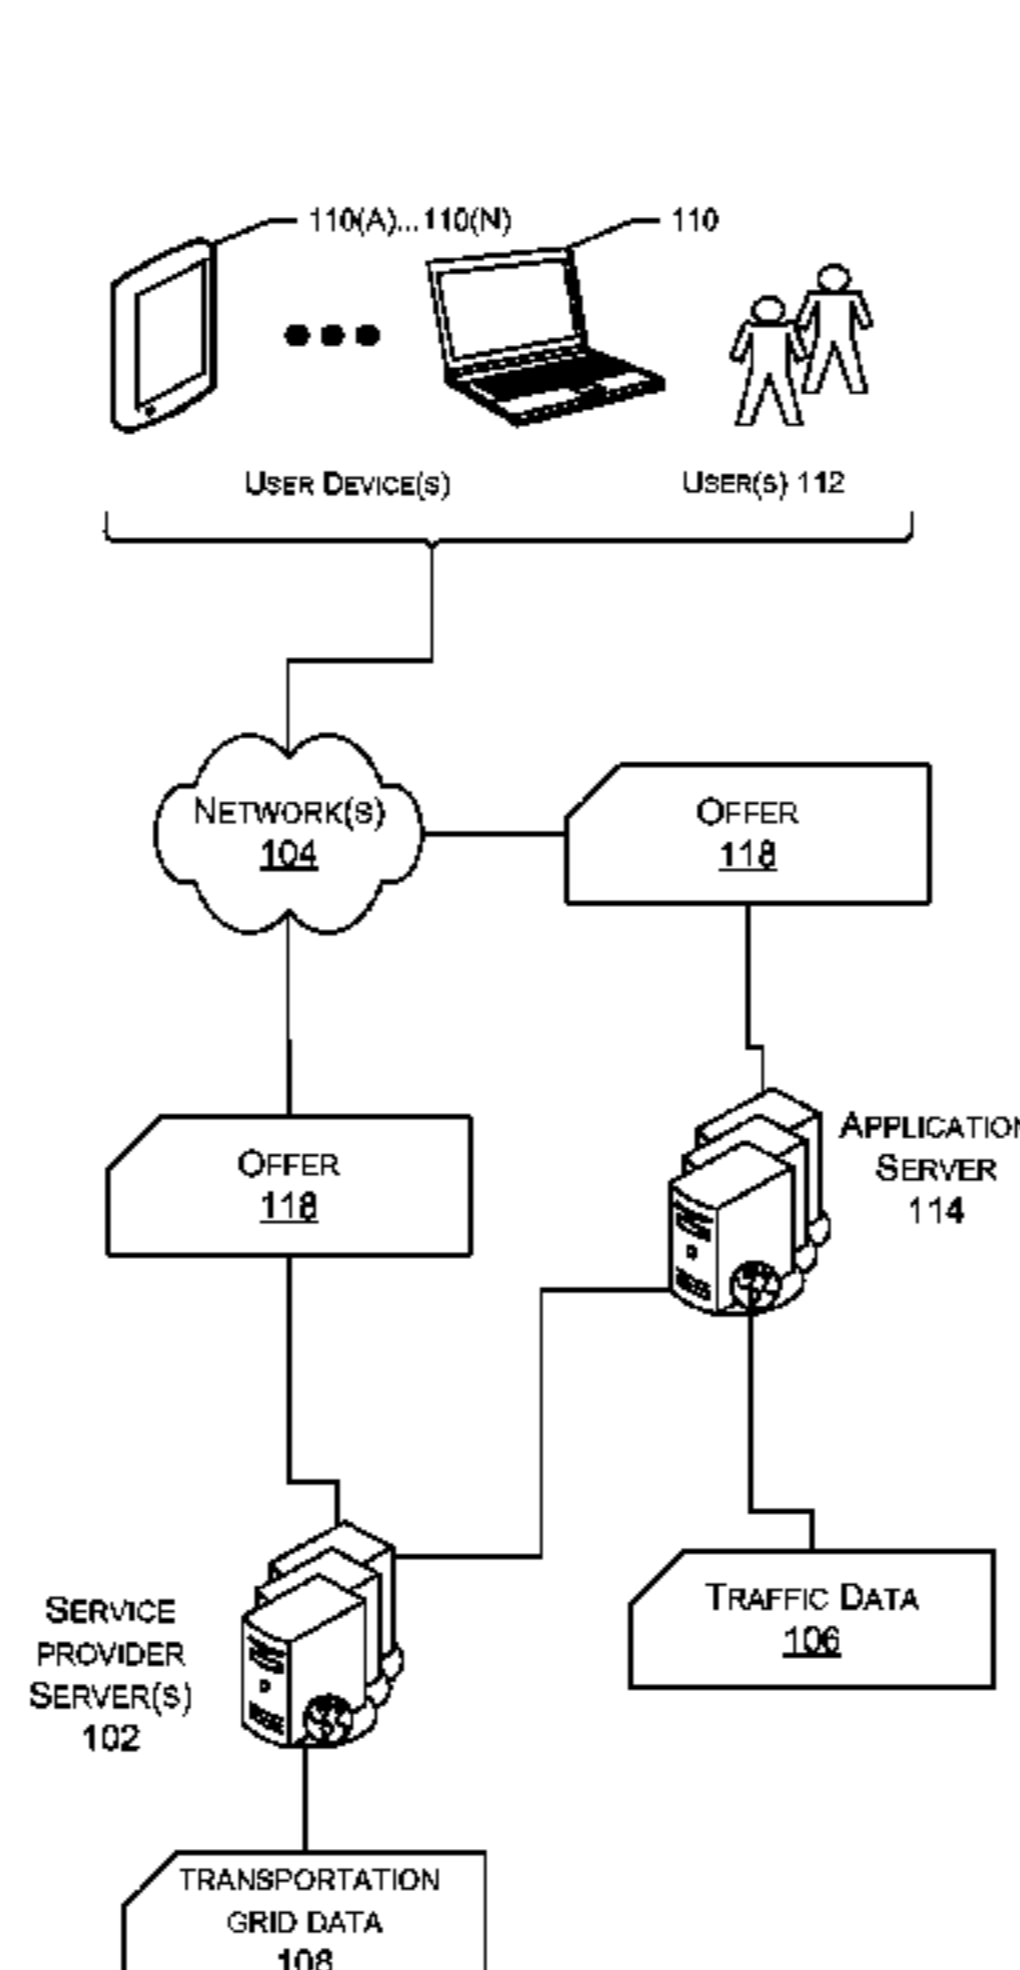 110(A)...110(N)
110
USER DEVICE(S)
USER(S) 112
NETWORK(S)
104
OFFER
118
OFFER
118
APPLICATION
SERVER
114
SERVICE
PROVIDER
SERVER(S)
102
TRAFFIC DATA
106
TRANSPORTATION
GRID DATA
108